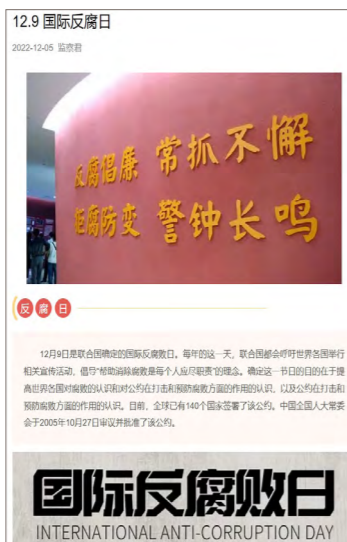 12.9 国际反腐日
2022-12-05 监察君
反腐倡廉 常抓不懈
拒腐防变 警钟长鸣
反腐日
12月9日是联合国确定的国际反腐败日。每年的这一天，联合国都会呼吁世界各国举行
相关宣传活动，倡导“帮助消除腐败是每个人应尽职责”的理念。确定这一节日的目的在于提
高世界各国对腐败的认识和对公约在打击和预防腐败方面的作用的认识，以及公约在打击和
预防腐败方面的作用的认识。目前，全球已有140个国家签署了该公约。中国全国人大常委
会于2005年10月27日审议并批准了该公约。
国际反腐败日
INTERNATIONAL ANTI-CORRUPTION DAY